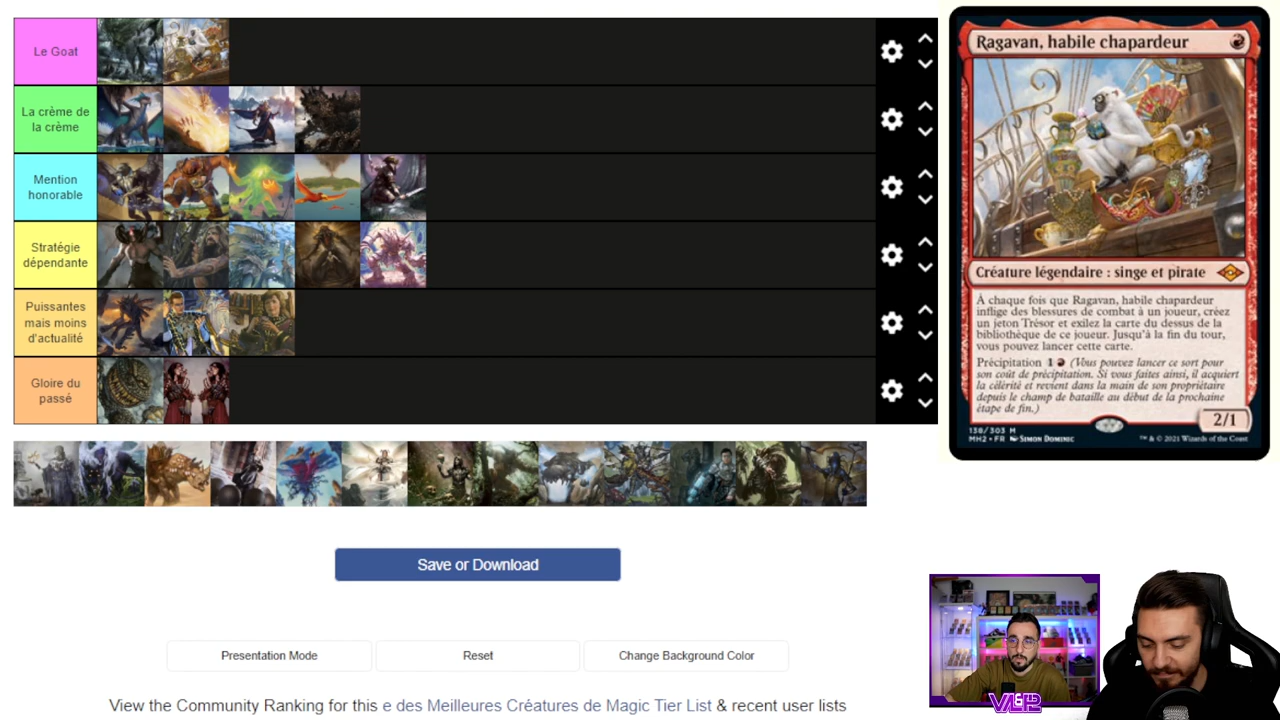 Le Goat
La crème de
la crème
Mention
honorable
Stratégie
dépendante
Puissantes
mais moins
d'actualité
Gloire du
passé
Save or Download
Presentation Mode
Reset
Change Background Color
View the Community Ranking for this e des Meilleures Créatures de Magic Tier List & recent user lists
Ragavan, habile chapardeur
Créature légendaire : singe et pirate
À chaque fois que Ragavan, habile chapardeur
inflige des blessures de combat à un joueur, créez
un jeton Trésor et exilez la carte du dessus de la
bibliothèque de ce joueur. Jusqu'à la fin du tour,
vous pouvez lancer cette carte.
Précipitation 1 (Vous pouvez lancer ce sort pour
son coût de précipitation. Si vous faites ainsi, il acquiert
la célérité et revient dans la main de son propriétaire
depuis le champ de bataille au début de la prochaine
étape de fin.)
2/1
138/303 M
MH2 • FR Simon Dominic
™ & © 2021 Wizards of the Coast